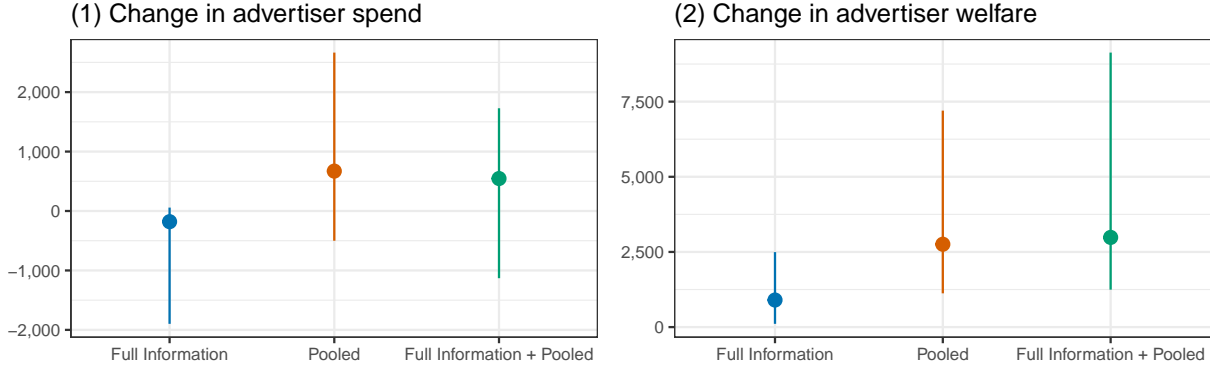 (1) Change in advertiser spend
2,000
1,000
0
−1,000
−2,000
Full Information
Pooled
Full Information + Pooled
(2) Change in advertiser welfare
7,500
5,000
2,500
0
Full Information
Pooled
Full Information + Pooled